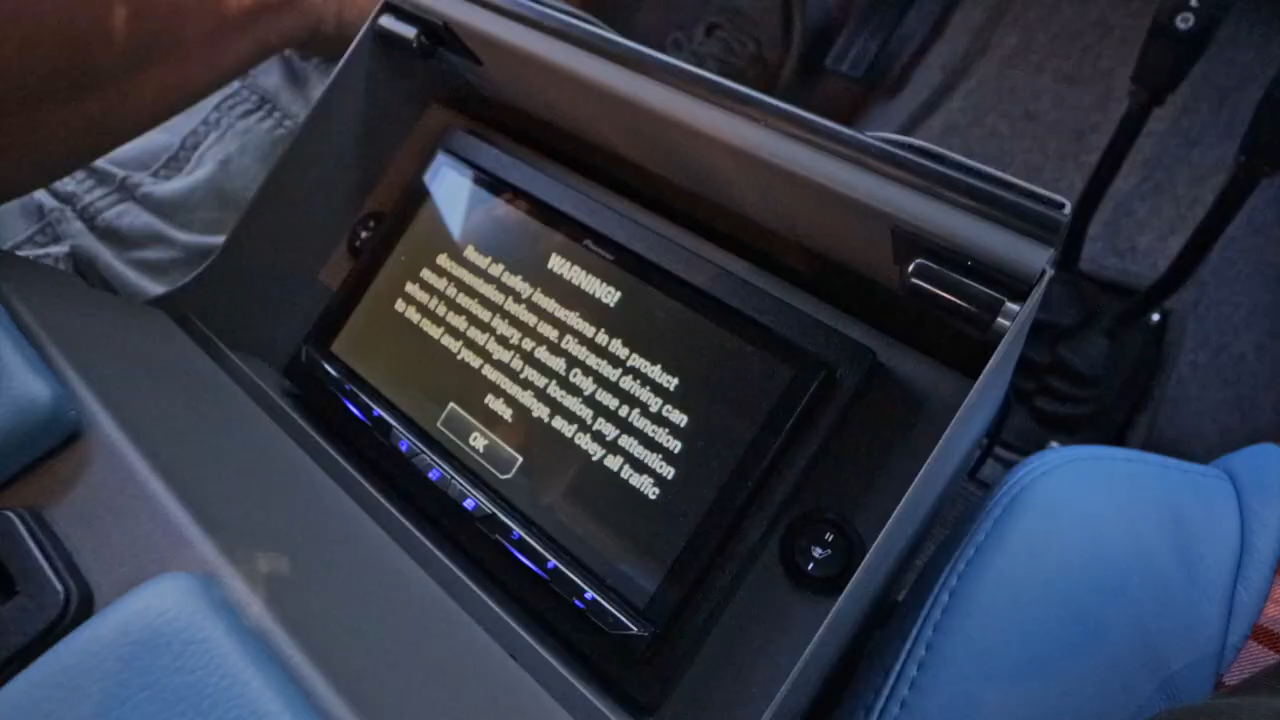 WARNING!
Read all safety instructions in the product
documentation before use. Distracted driving can
result in serious injury, or death. Only use a function
when it is safe and legal in your location, pay attention
to the road and your surroundings, and obey all traffic
rules.
OK